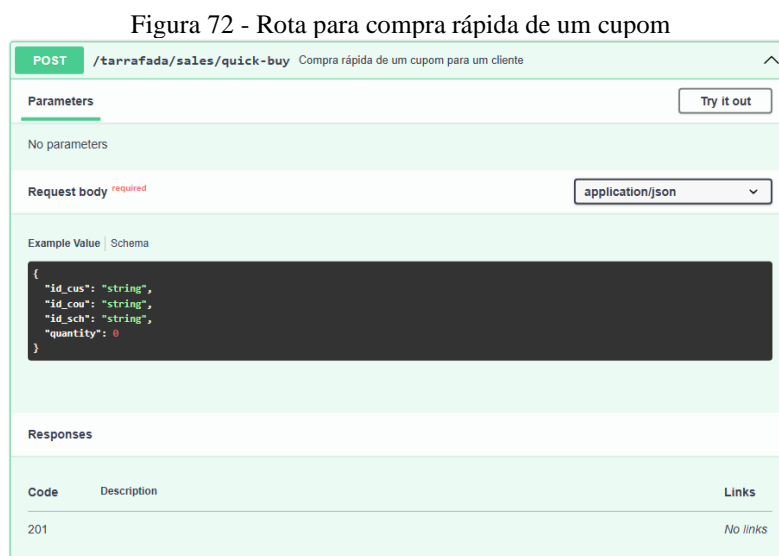 Figura 72 - Rota para compra rápida de um cupom
POST /tarrafada/sales/quick-buy Compra rápida de um cupom para um cliente
Parameters Try it out
No parameters
Request body required application/json
Example Value Schema
{
"id_cus": "string",
"id_cou": "string",
"id_sch": "string",
"quantity": 0
}
Responses
Code Description Links
201 No links